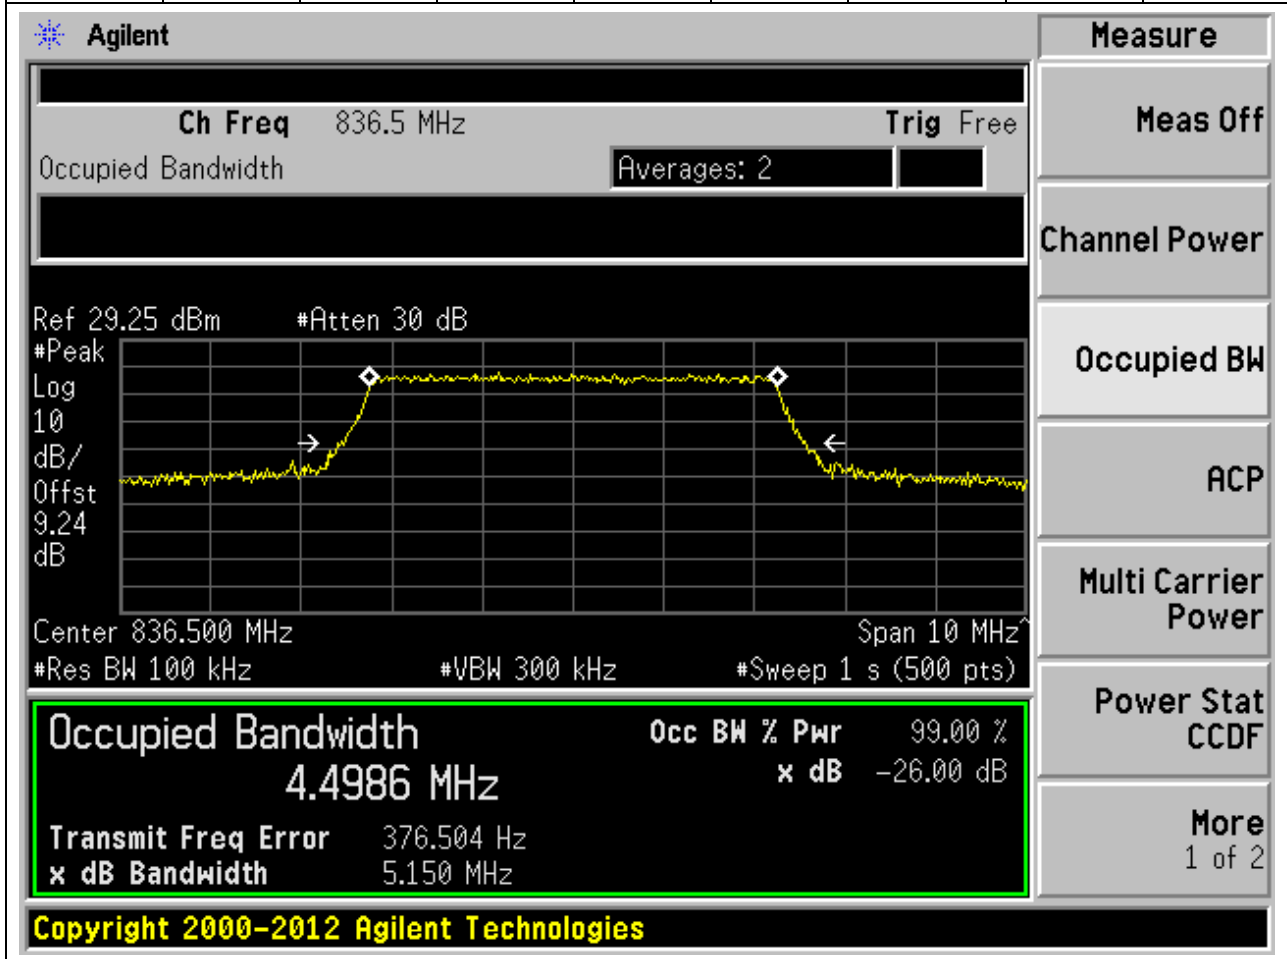 Agilent
Measure
Ch Freq 836.5 MHz Trig Free
Occupied Bandwidth Averages: 2
Meas Off
Channel Power
Occupied BW
ACP
Multi Carrier
Power
Power Stat
CCDF
More
1 of 2
Ref 29.25 dBm #Atten 30 dB
#Peak
Log
10
dB/
Offst
9.24
dB
Center 836.500 MHz Span 10 MHz^
#Res BW 100 kHz #VBW 300 kHz #Sweep 1 s (500 pts)
Occupied Bandwidth Occ BW % Pwr 99.00 %
4.4986 MHz x dB -26.00 dB
Transmit Freq Error 376.504 Hz
x dB Bandwidth 5.150 MHz
Copyright 2000-2012 Agilent Technologies